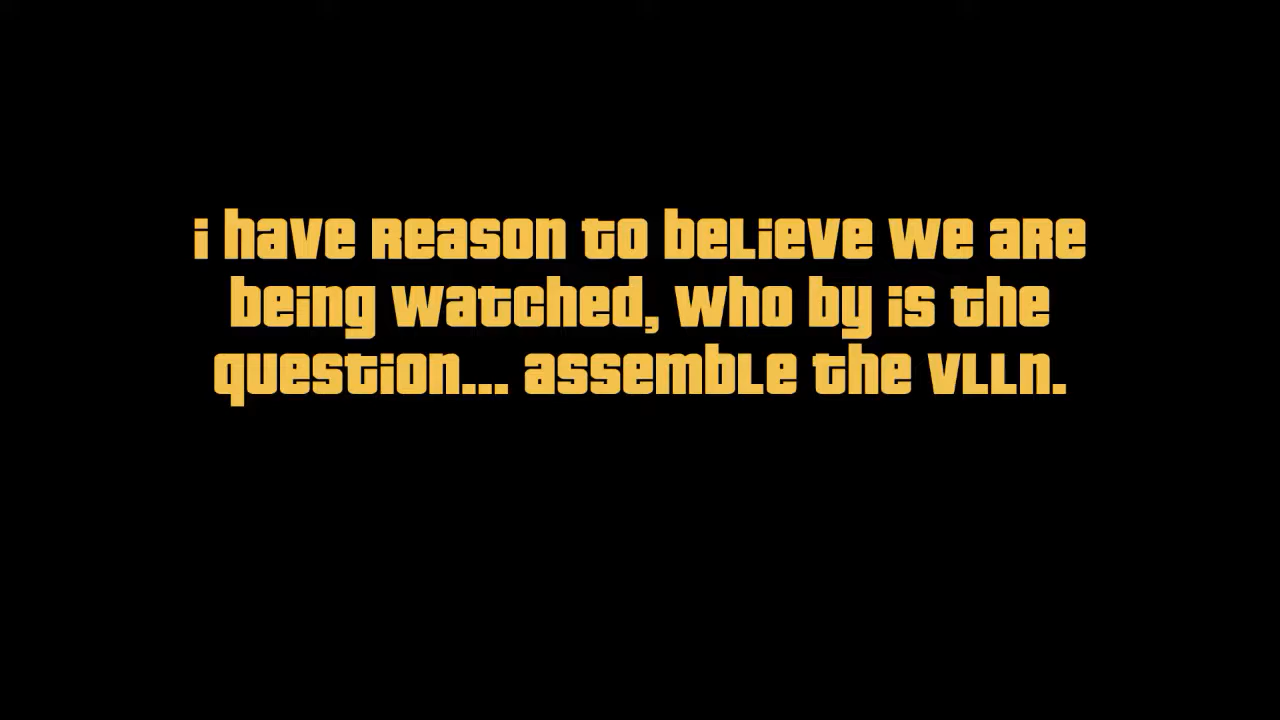 i have reason to believe we are
being watched, who by is the
question... assemble the vlln.